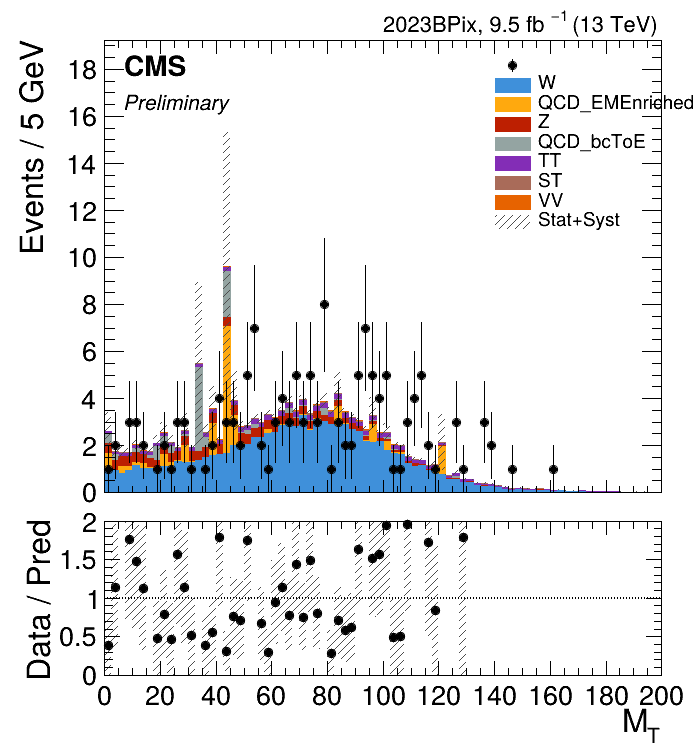 2023BPix, 9.5 fb⁻¹ (13 TeV)
CMS
Preliminary
W
QCD_EMEnriched
Z
QCD_bcToE
TT
ST
VV
Stat+Syst
Events / 5 GeV
18
16
14
12
10
8
6
4
2
0
Data / Pred
2
1.5
1
0.5
0
0 20 40 60 80 100 120 140 160 180 200
M_T